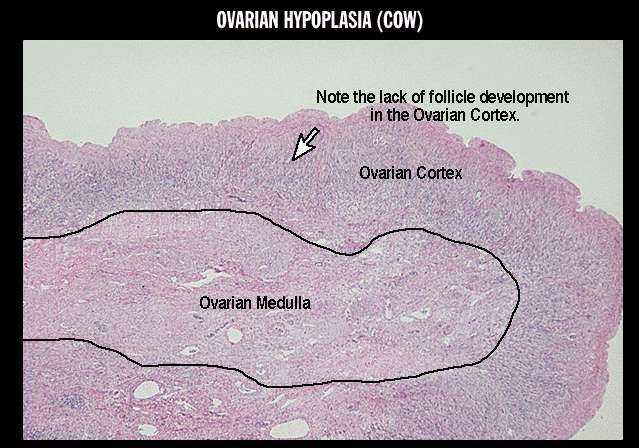 OVARIAN HYPOPLASIA (COW)
Note the lack of follicle development
in the Ovarian Cortex.
Ovarian Cortex
Ovarian Medulla